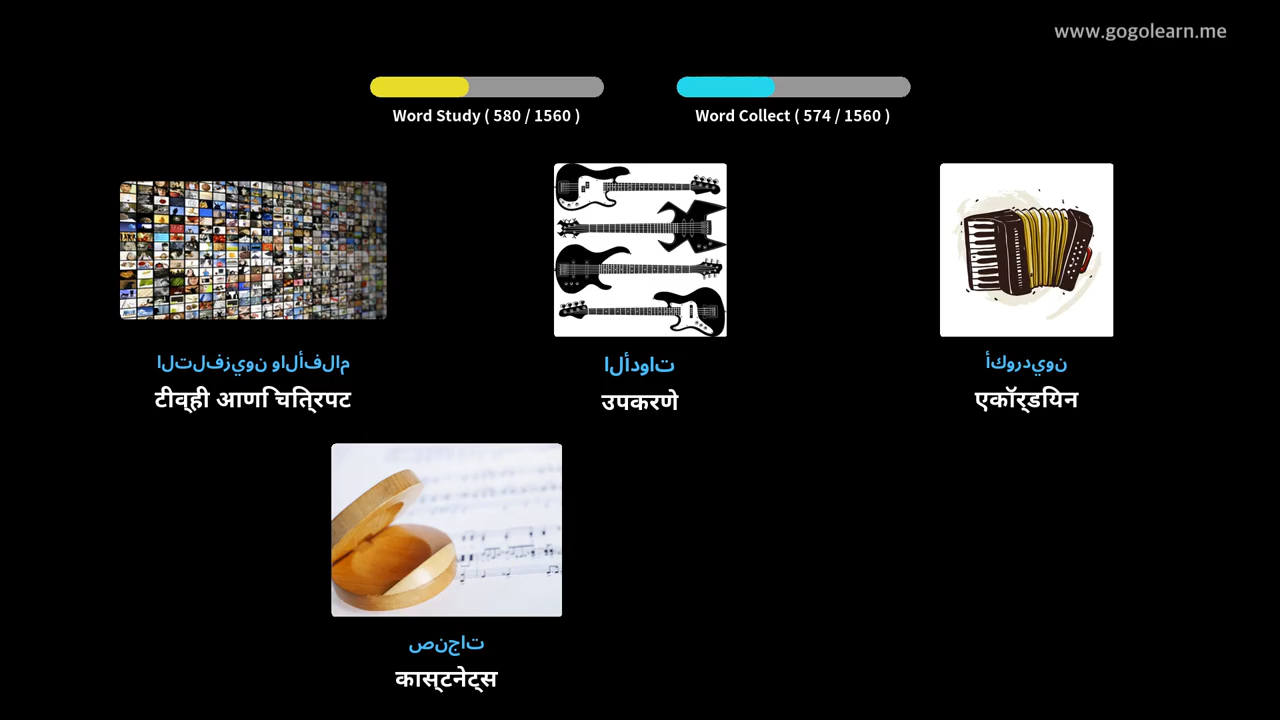 www.gogolearn.me
Word Study ( 580 / 1560 )
Word Collect ( 574 / 1560 )
التلفزيون والأفلام
टीव्ही आणि चित्रपट
الأدوات
उपकरणे
أكورديون
एकॉर्डियन
صنجات
कास्टनेट्स